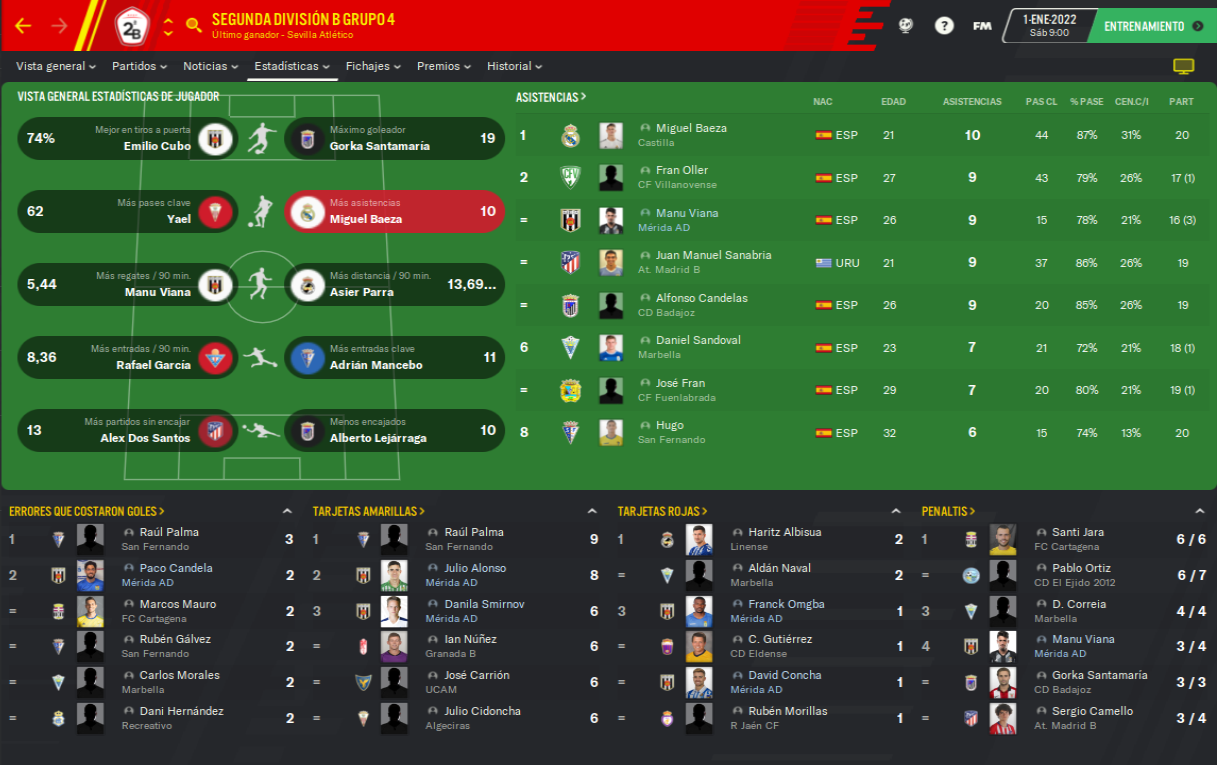 SEGUNDA DIVISIÓN B GRUPO 4
Último ganador - Sevilla Atlético
2ªB
?
FM
1-ENE-2022
Sáb 9:00
ENTRENAMIENTO
Vista general Partidos Noticias Estadísticas Fichajes Premios Historial
VISTA GENERAL ESTADÍSTICAS DE JUGADOR
74% Mejor en tiros a puerta
Emilio Cubo
Máximo goleador
Gorka Santamaría 19
62 Más pases clave
Yael
Más asistencias
Miguel Baeza 10
5,44 Más regates / 90 min.
Manu Viana
Más distancia / 90 min.
Asier Parra 13,69...
8,36 Más entradas / 90 min.
Rafael García
Más entradas clave
Adrián Mancebo 11
13 Más partidos sin encajar
Alex Dos Santos
Menos encajados
Alberto Lejárraga 10
ASISTENCIAS > NAC EDAD ASISTENCIAS PAS CL % PASE CEN.C/I PART
1 Miguel Baeza ESP 21 10 44 87% 31% 20
Castilla
2 Fran Oller ESP 27 9 43 79% 26% 17 (1)
CF Villanovense
= Manu Viana ESP 26 9 15 78% 21% 16 (3)
Mérida AD
= Juan Manuel Sanabria URU 21 9 37 86% 26% 19
At. Madrid B
= Alfonso Candelas ESP 26 9 20 85% 26% 19
CD Badajoz
6 Daniel Sandoval ESP 23 7 21 72% 21% 18 (1)
Marbella
= José Fran ESP 29 7 20 80% 21% 19 (1)
CF Fuenlabrada
8 Hugo ESP 32 6 15 74% 13% 20
San Fernando
ERRORES QUE COSTARON GOLES >
1 Raúl Palma 3
San Fernando
2 Paco Candela 2
Mérida AD
= Marcos Mauro 2
FC Cartagena
= Rubén Gálvez 2
San Fernando
= Carlos Morales 2
Marbella
= Dani Hernández 2
Recreativo
TARJETAS AMARILLAS >
1 Raúl Palma 9
San Fernando
2 Julio Alonso 8
Mérida AD
3 Danila Smirnov 6
Mérida AD
= Ian Núñez 6
Granada B
= José Carrión 6
UCAM
= Julio Cidoncha 6
Algeciras
TARJETAS ROJAS >
1 Haritz Albisua 2
Linense
= Aldán Naval 2
Marbella
3 Franck Omgba 1
Mérida AD
= C. Gutiérrez 1
CD Eldense
= David Concha 1
Mérida AD
= Rubén Morillas 1
R Jaén CF
PENALTIS >
1 Santi Jara 6 / 6
FC Cartagena
= Pablo Ortiz 6 / 7
CD El Ejido 2012
3 D. Correia 4 / 4
Marbella
4 Manu Viana 3 / 4
Mérida AD
= Gorka Santamaría 3 / 3
CD Badajoz
= Sergio Camello 3 / 4
At. Madrid B